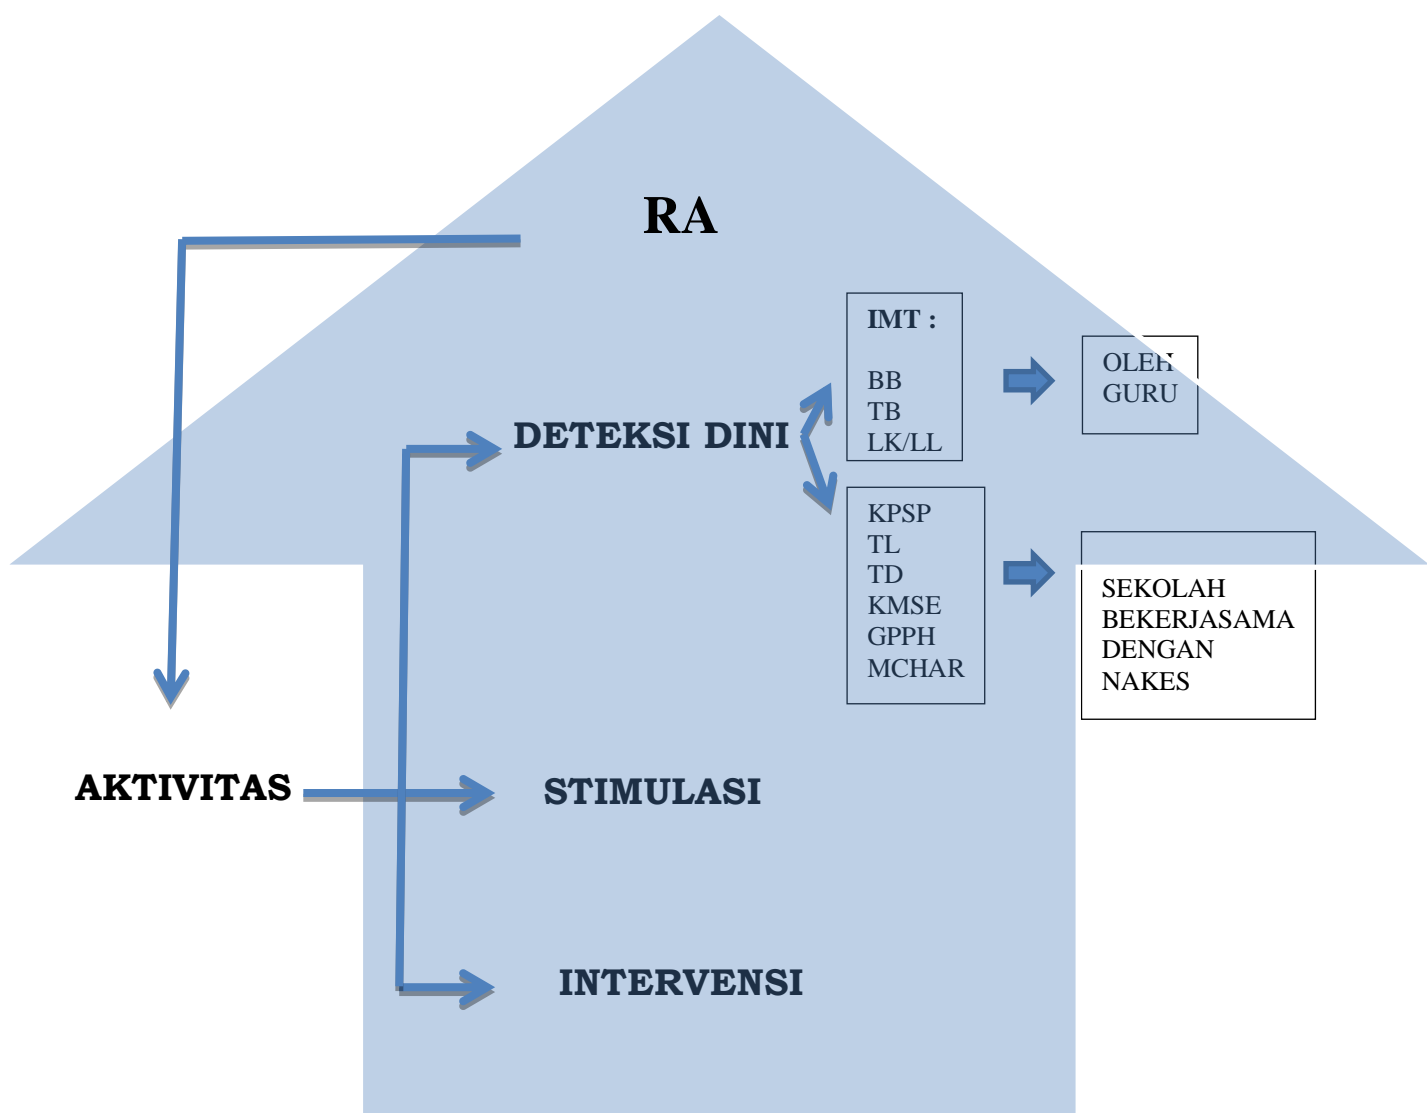 RA
IMT :
BB
TB
LK/LL
OLEH
GURU
DETEKSI DINI
KPSP
TL
TD
KMSE
GPPH
MCHAR
SEKOLAH
BEKERJASAMA
DENGAN
NAKES
AKTIVITAS
STIMULASI
INTERVENSI